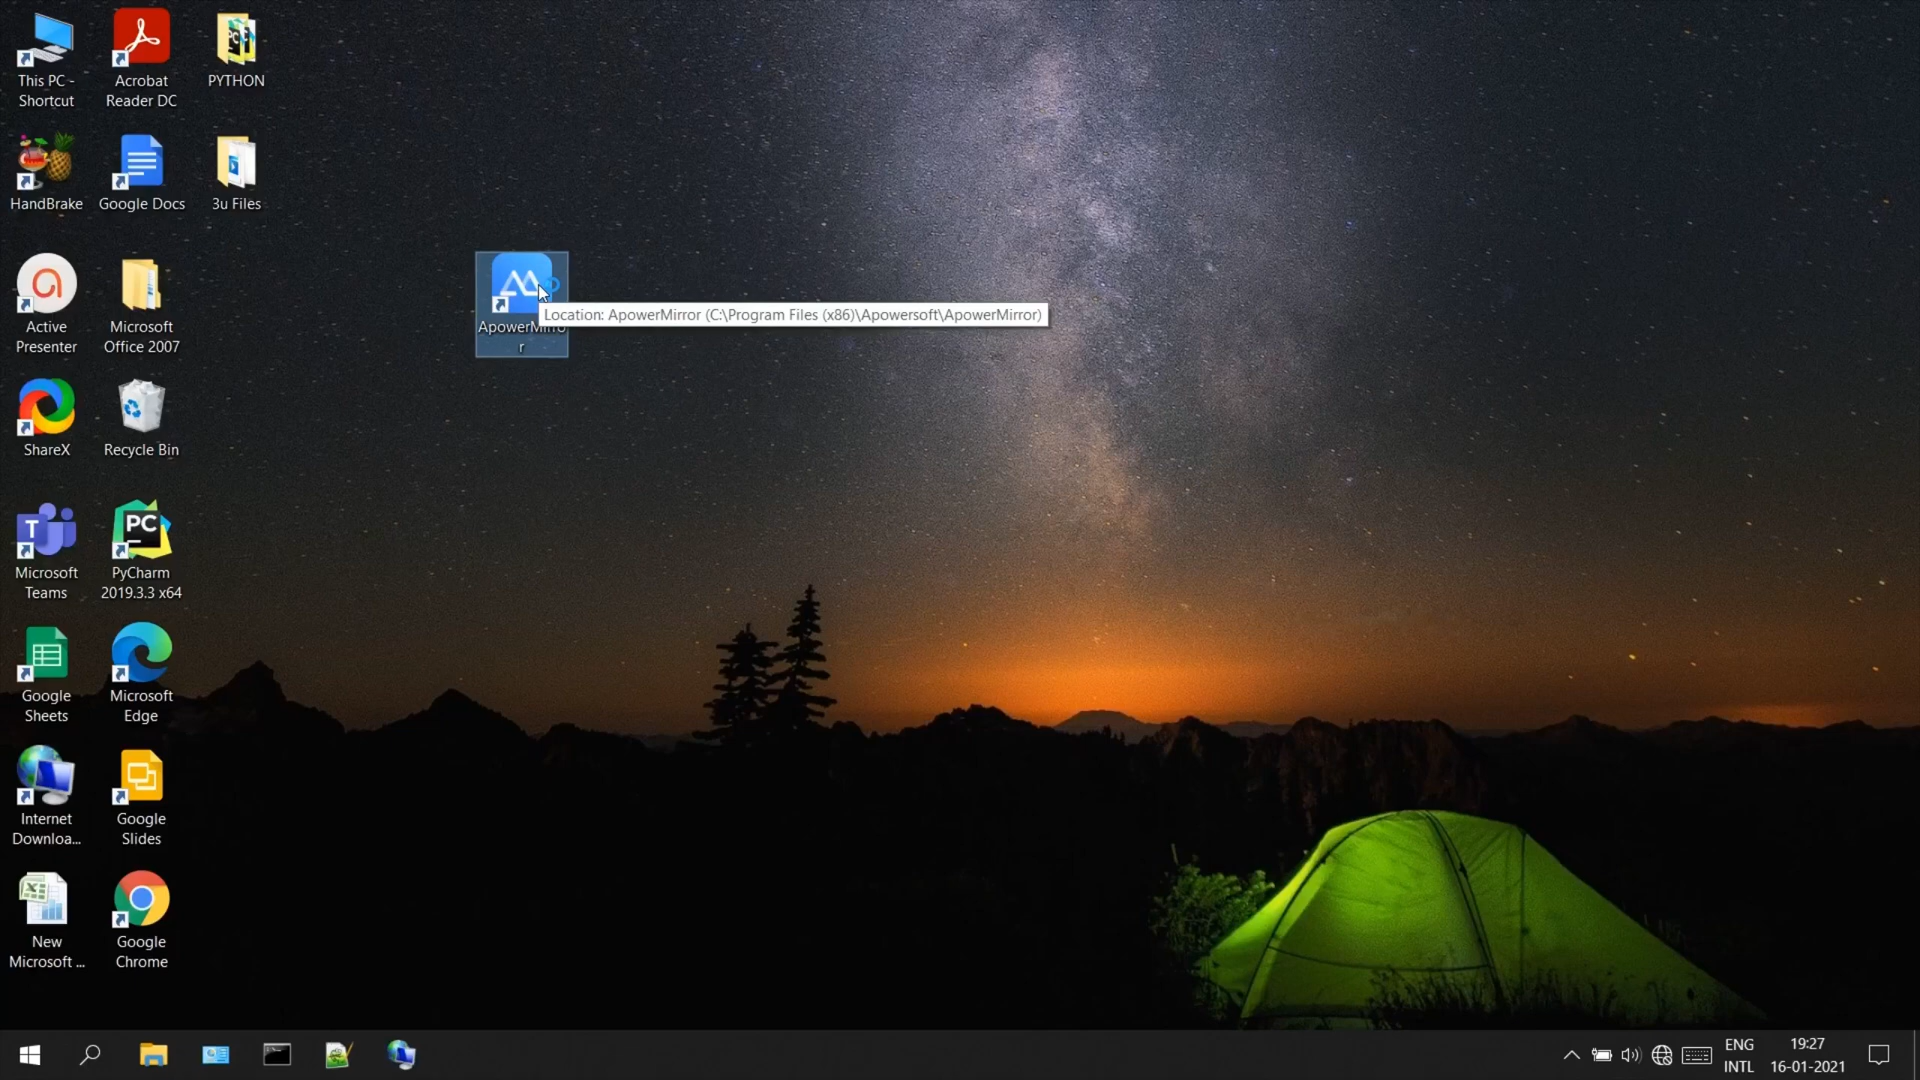 This PC -
Shortcut
Acrobat
Reader DC
PYTHON
HandBrake
Google Docs
3u Files
Active
Presenter
Microsoft
Office 2007
ApowerMirro
r
Location: ApowerMirror (C:\Program Files (x86)\Apowersoft\ApowerMirror)
ShareX
Recycle Bin
Microsoft
Teams
PyCharm
2019.3.3 x64
Google
Sheets
Microsoft
Edge
Internet
Downloa...
Google
Slides
New
Microsoft ...
Google
Chrome
ENG
INTL
19:27
16-01-2021